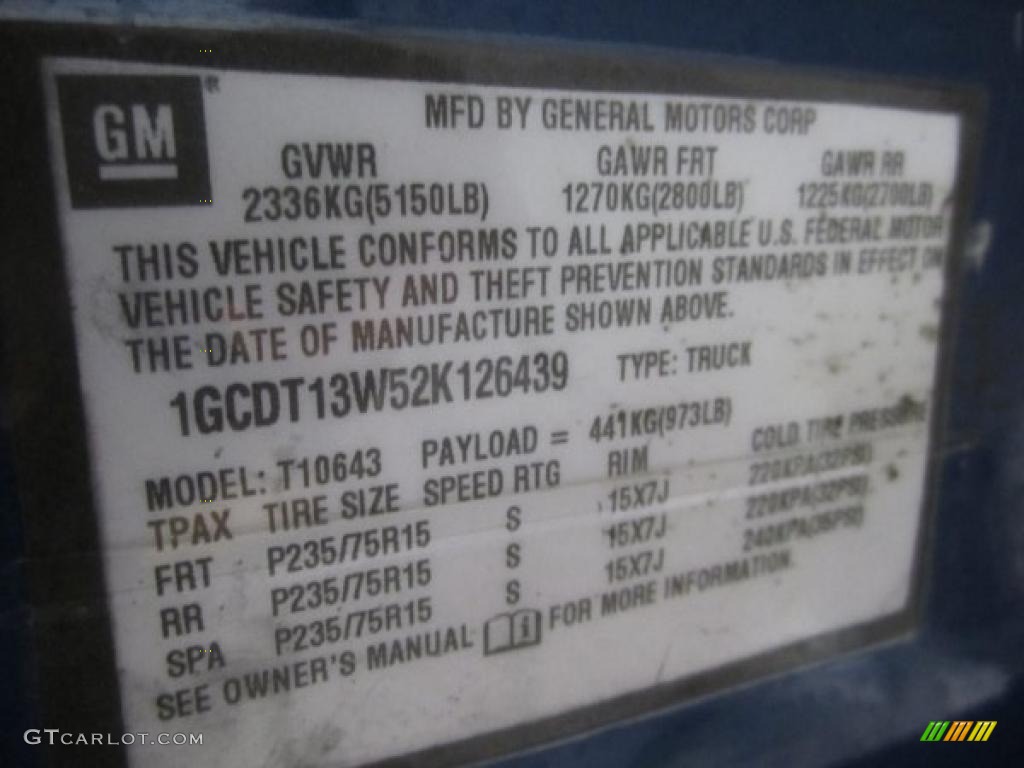 GM ®
MFD BY GENERAL MOTORS CORP
GVWR GAWR FRT GAWR RR
2336KG(5150LB) 1270KG(2800LB) 1225KG(2700LB)
THIS VEHICLE CONFORMS TO ALL APPLICABLE U.S. FEDERAL MOTOR
VEHICLE SAFETY AND THEFT PREVENTION STANDARDS IN EFFECT ON
THE DATE OF MANUFACTURE SHOWN ABOVE.
1GCDT13W52K126439 TYPE: TRUCK
MODEL: T10643 PAYLOAD = 441KG(973LB)
TPAX TIRE SIZE SPEED RTG RIM COLD TIRE PRESSURE
FRT P235/75R15 S 15X7J 220KPA(32PSI)
RR P235/75R15 S 15X7J 220KPA(32PSI)
SPA P235/75R15 S 15X7J 240KPA(35PSI)
SEE OWNER'S MANUAL FOR MORE INFORMATION.
GTCARLOT.COM